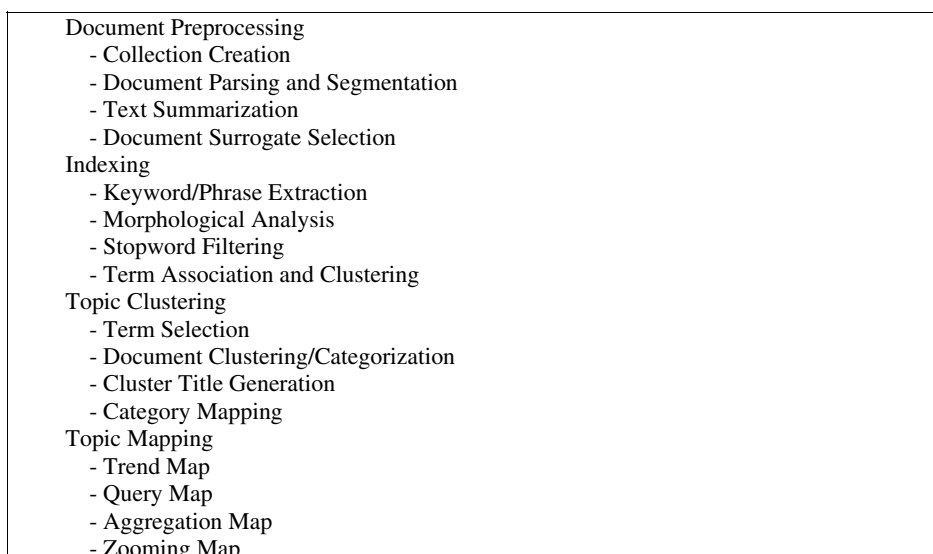 Document Preprocessing
- Collection Creation
- Document Parsing and Segmentation
- Text Summarization
- Document Surrogate Selection
Indexing
- Keyword/Phrase Extraction
- Morphological Analysis
- Stopword Filtering
- Term Association and Clustering
Topic Clustering
- Term Selection
- Document Clustering/Categorization
- Cluster Title Generation
- Category Mapping
Topic Mapping
- Trend Map
- Query Map
- Aggregation Map
- Zooming Map